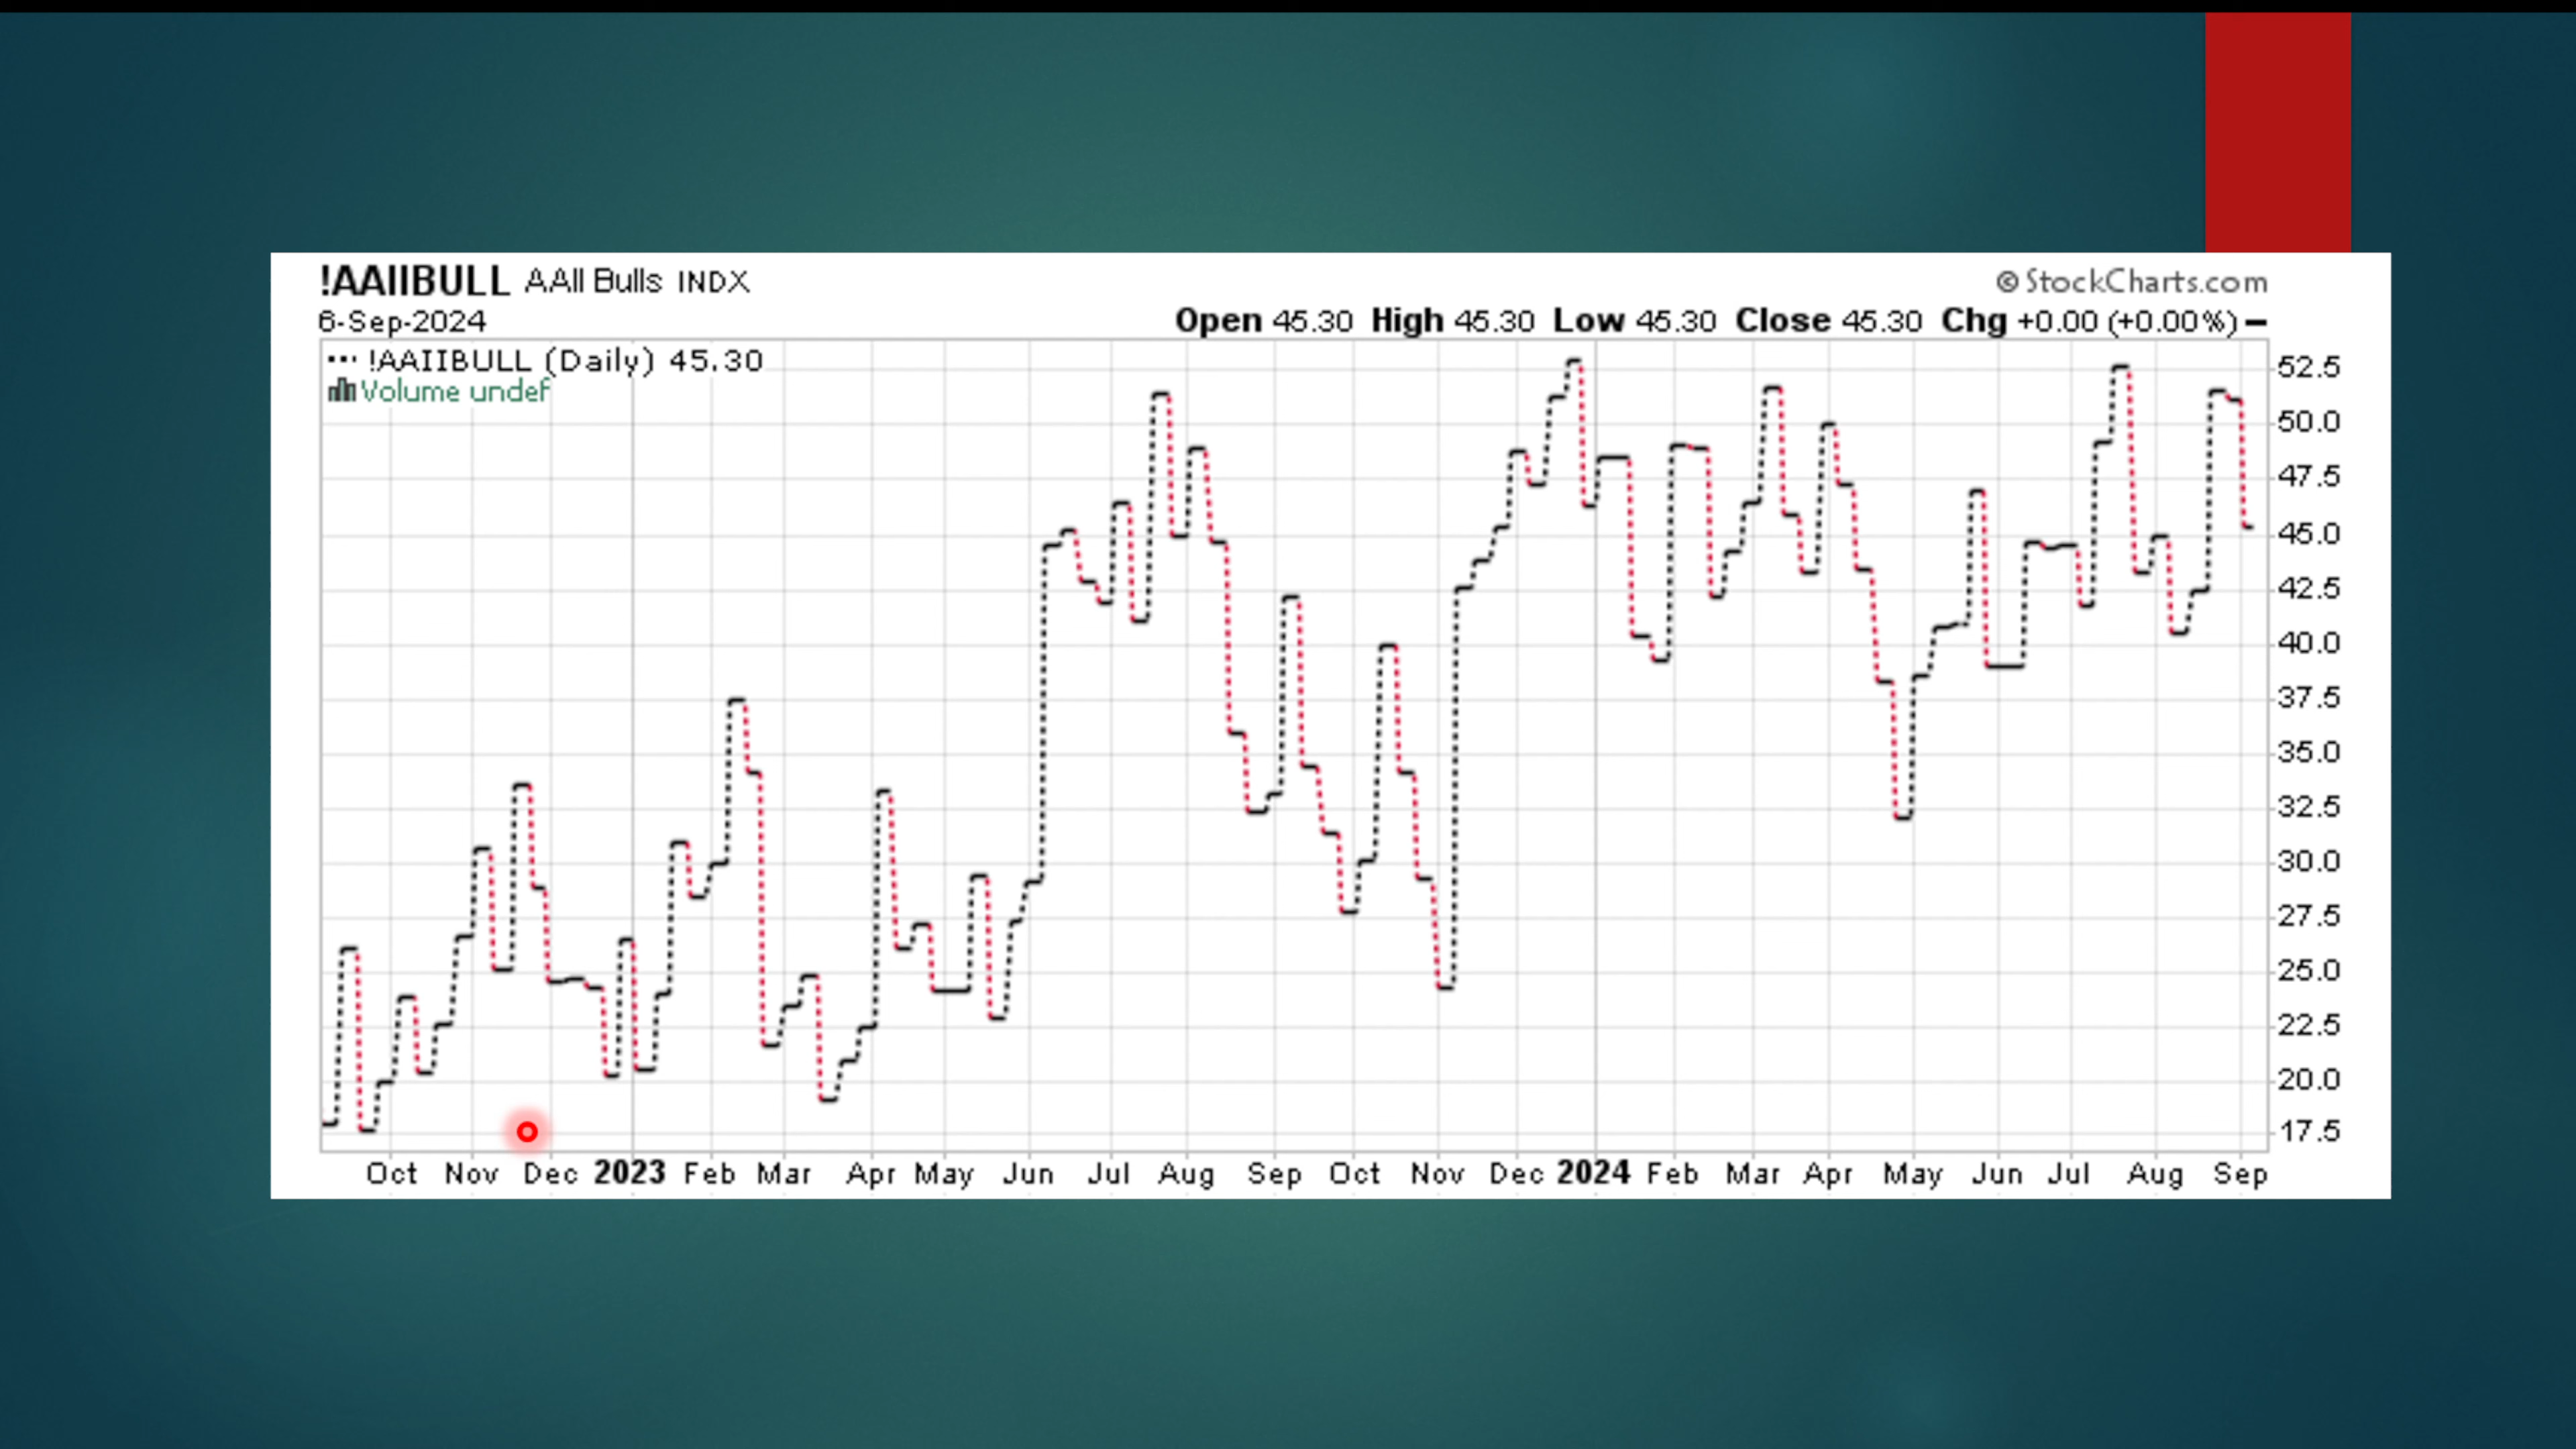 !AAIIBULL AAII Bulls INDX
© StockCharts.com
6-Sep-2024
Open 45.30 High 45.30 Low 45.30 Close 45.30 Chg +0.00 (+0.00%)
!AAIIBULL (Daily) 45.30
Volume undef
52.5
50.0
47.5
45.0
42.5
40.0
37.5
35.0
32.5
30.0
27.5
25.0
22.5
20.0
17.5
Oct Nov Dec 2023 Feb Mar Apr May Jun Jul Aug Sep Oct Nov Dec 2024 Feb Mar Apr May Jun Jul Aug Sep